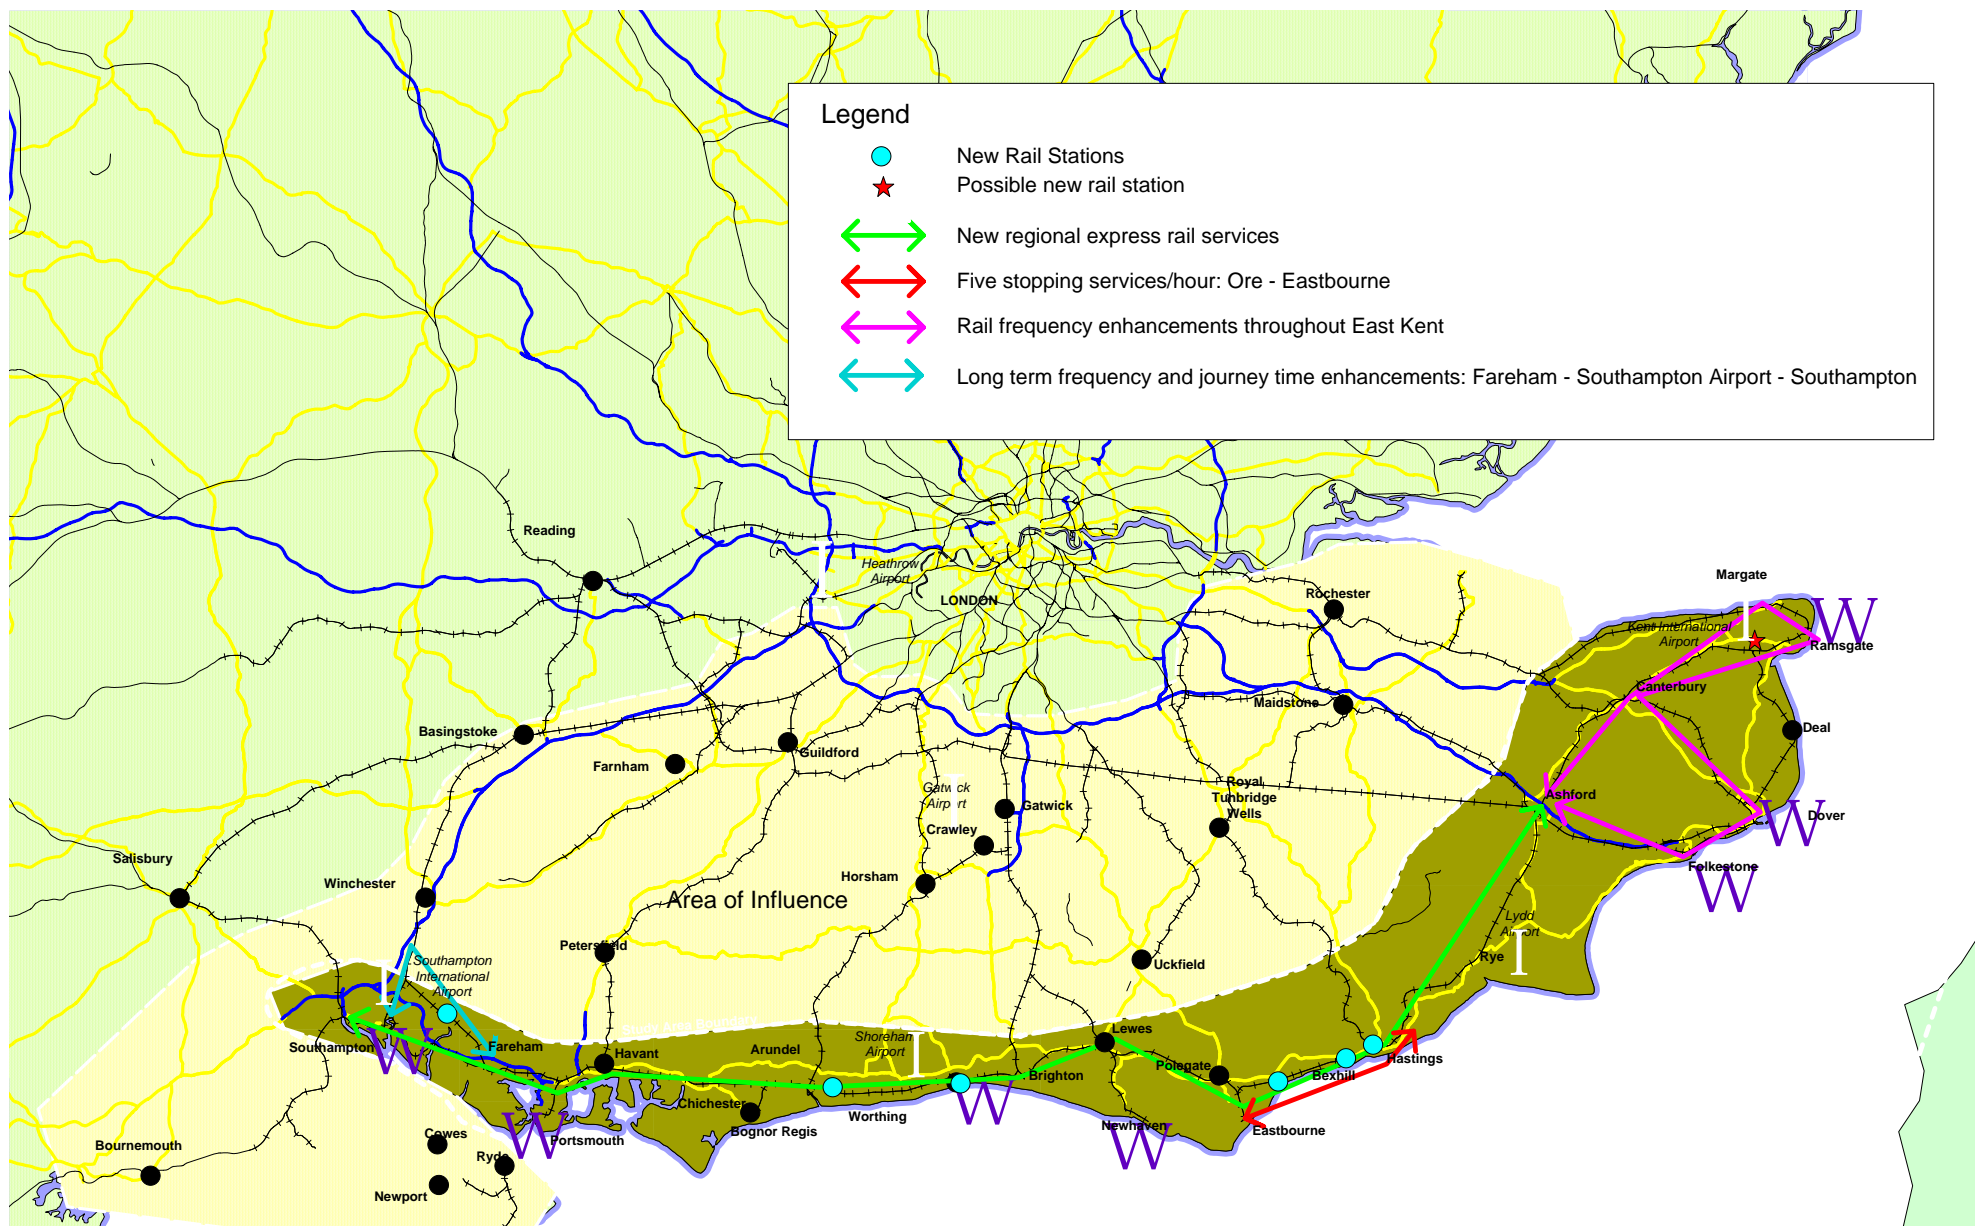 Legend
New Rail Stations
Possible new rail station
New regional express rail services
Five stopping services/hour: Ore - Eastbourne
Rail frequency enhancements throughout East Kent
Long term frequency and journey time enhancements: Fareham - Southampton Airport - Southampton
Reading
Heathrow
Airport
LONDON
Rochester
Margate
Kent International
Airport
Ramsgate
Canterbury
Maidstone
Basingstoke
Guildford
Farnham
Deal
Royal
Tunbridge
Wells
Gatwick
Airport
Gatwick
Crawley
Ashford
Dover
Salisbury
Winchester
Horsham
Folkestone
Area of Influence
Lydd
Airport
Petersfield
Uckfield
Rye
Southampton
International
Airport
Study Area Boundary
Southampton
Fareham
Havant
Arundel
Shorehan
Airport
Lewes
Polegate
Hastings
Brighton
Bexhill
Chichester
Worthing
Bognor Regis
Newhaven
Eastbourne
Portsmouth
Bournemouth
Cowes
Ryde
Newport
W
W
W
W
W
W
W
I
I
I
I
I
I